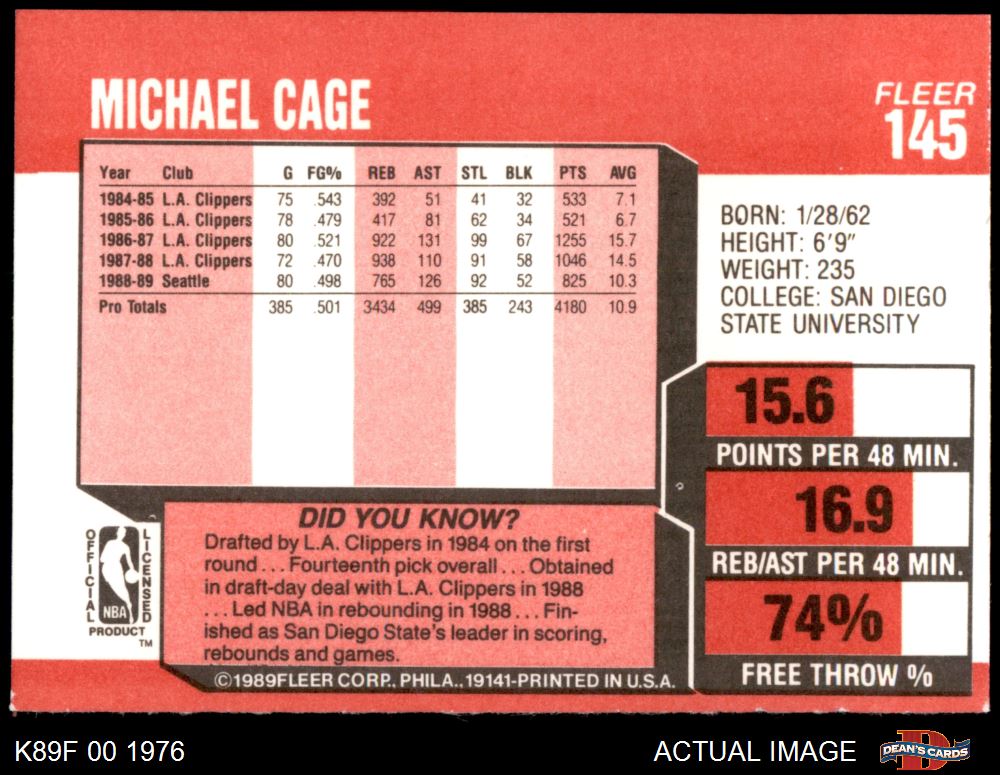 MICHAEL CAGE
FLEER
145
Year Club G FG% REB AST STL BLK PTS AVG
1984-85 L.A. Clippers 75 .543 392 51 41 32 533 7.1
1985-86 L.A. Clippers 78 .479 417 81 62 34 521 6.7
1986-87 L.A. Clippers 80 .521 922 131 99 67 1255 15.7
1987-88 L.A. Clippers 72 .470 938 110 91 58 1046 14.5
1988-89 Seattle 80 .498 765 126 92 52 825 10.3
Pro Totals 385 .501 3434 499 385 243 4180 10.9
BORN: 1/28/62
HEIGHT: 6'9"
WEIGHT: 235
COLLEGE: SAN DIEGO
STATE UNIVERSITY
15.6
POINTS PER 48 MIN.
16.9
REB/AST PER 48 MIN.
74%
FREE THROW %
OFFICIAL
LICENSED
NBA
PRODUCT
TM
DID YOU KNOW?
Drafted by L.A. Clippers in 1984 on the first
round . . . Fourteenth pick overall . . . Obtained
in draft-day deal with L.A. Clippers in 1988
. . . Led NBA in rebounding in 1988 . . . Fin-
ished as San Diego State's leader in scoring,
rebounds and games.
©1989FLEER CORP., PHILA., 19141-PRINTED IN U.S.A.
K89F 00 1976
ACTUAL IMAGE
D
DEAN'S CARDS